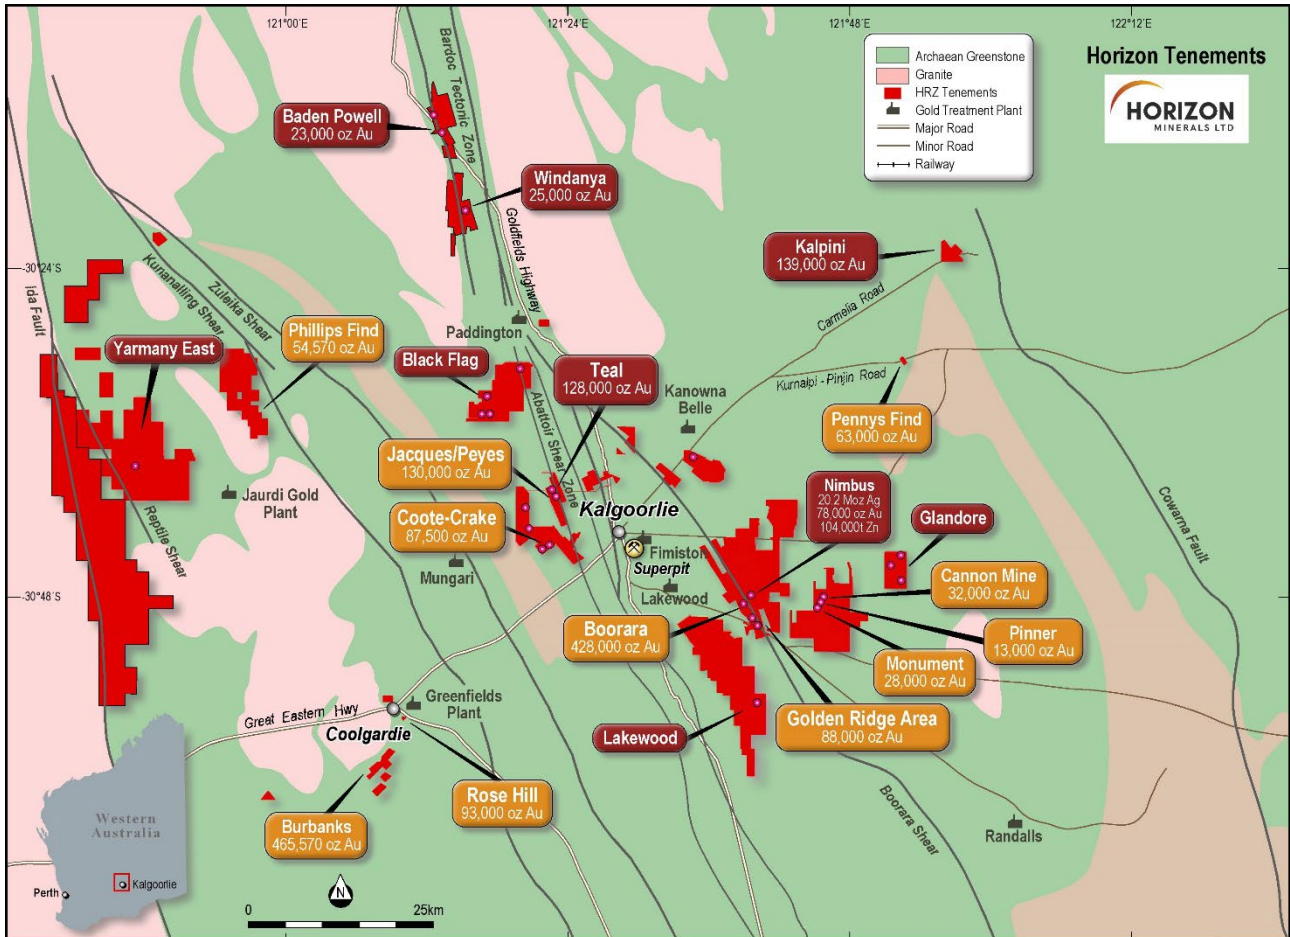 121°00'E
121°24'E
121°48'E
122°12'E
Archaean Greenstone
Granite
HRZ Tenements
Gold Treatment Plant
Major Road
Minor Road
Railway
Horizon Tenements
HORIZON
MINERALS LTD
Bardoc Tectonic Zone
Baden Powell
23,000 oz Au
Windanya
25,000 oz Au
Goldfields Highway
Kalpini
139,000 oz Au
-30°24'S
Ida Fault
Kunanalling Shear
Zuleika Shear
Carmelia Road
Phillips Find
54,570 oz Au
Paddington
Yarmany East
Black Flag
Teal
128,000 oz Au
Kanowna
Belle
Kurnalpi - Pinjin Road
Abattoir Shear Zone
Pennys Find
63,000 oz Au
Jacques/Peyes
130,000 oz Au
Nimbus
20.2 Moz Ag
78,000 oz Au
104,000t Zn
Jaurdi Gold
Plant
Reptile Shear
Coote-Crake
87,500 oz Au
Kalgoorlie
Glandore
Cowarna Fault
Fimiston
Superpit
Mungari
Lakewood
Cannon Mine
32,000 oz Au
-30°48'S
Boorara
428,000 oz Au
Pinner
13,000 oz Au
Monument
28,000 oz Au
Greenfields
Plant
Great Eastern Hwy
Coolgardie
Lakewood
Golden Ridge Area
88,000 oz Au
Rose Hill
93,000 oz Au
Boorara Shear
Burbanks
465,570 oz Au
Randalls
Western
Australia
Perth
Kalgoorlie
N
0
25km